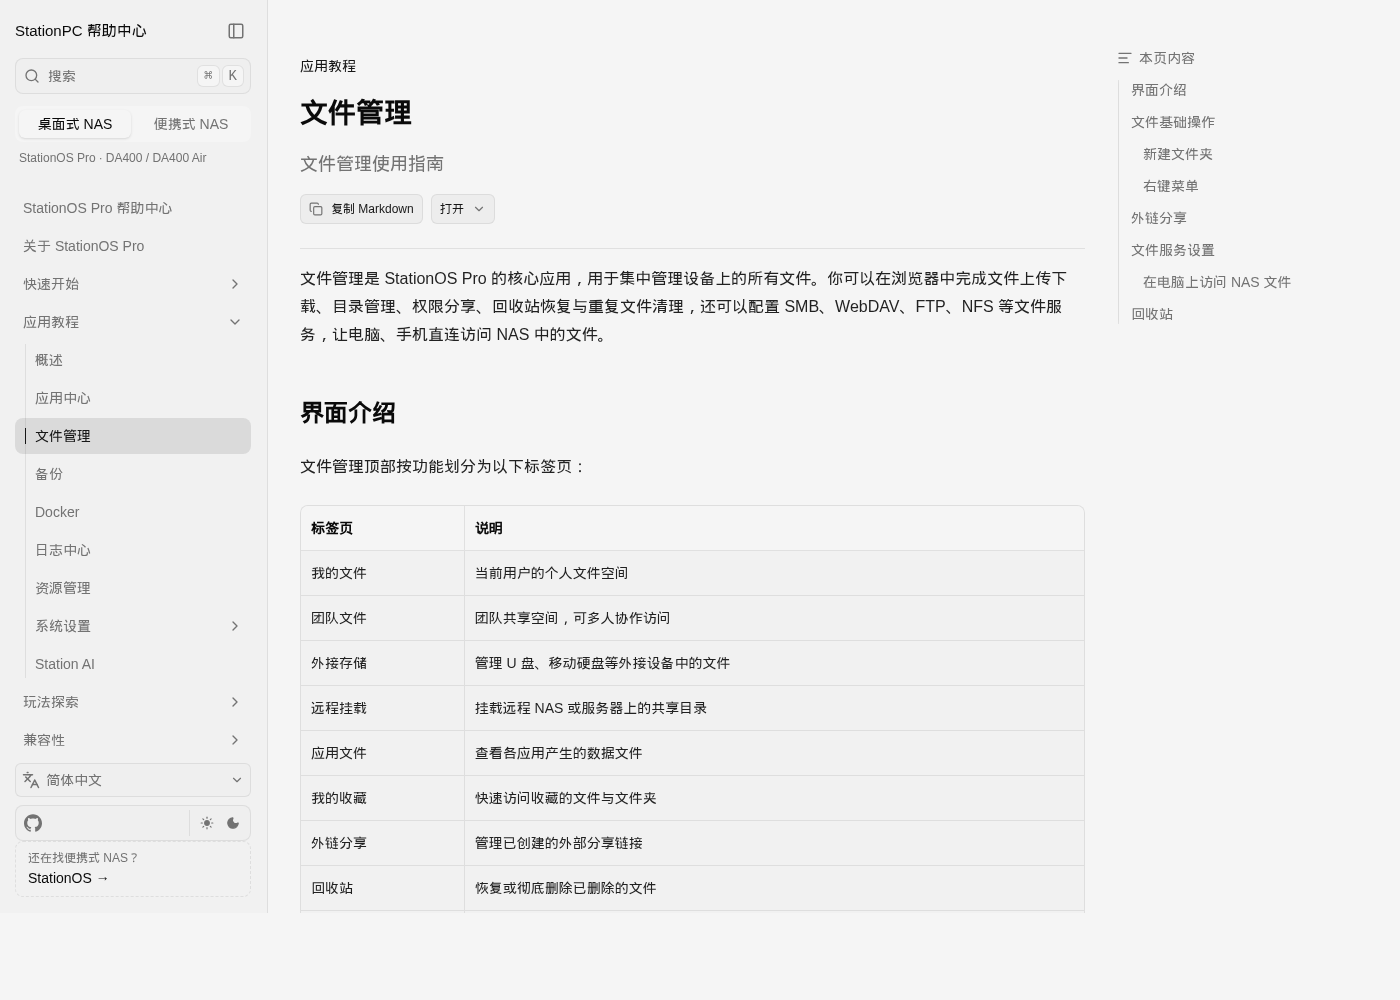 StationPC 帮助中心
搜索 ⌘ K
桌面式 NAS 便携式 NAS
StationOS Pro · DA400 / DA400 Air
StationOS Pro 帮助中心
关于 StationOS Pro
快速开始
应用教程
概述
应用中心
文件管理
备份
Docker
日志中心
资源管理
系统设置
Station AI
玩法探索
兼容性
简体中文
还在找便携式 NAS？
StationOS →
应用教程
文件管理
文件管理使用指南
复制 Markdown 打开
文件管理是 StationOS Pro 的核心应用，用于集中管理设备上的所有文件。你可以在浏览器中完成文件上传下
载、目录管理、权限分享、回收站恢复与重复文件清理，还可以配置 SMB、WebDAV、FTP、NFS 等文件服
务，让电脑、手机直连访问 NAS 中的文件。
界面介绍
文件管理顶部按功能划分为以下标签页：
标签页 说明
我的文件 当前用户的个人文件空间
团队文件 团队共享空间，可多人协作访问
外接存储 管理 U 盘、移动硬盘等外接设备中的文件
远程挂载 挂载远程 NAS 或服务器上的共享目录
应用文件 查看各应用产生的数据文件
我的收藏 快速访问收藏的文件与文件夹
外链分享 管理已创建的外部分享链接
回收站 恢复或彻底删除已删除的文件
本页内容
界面介绍
文件基础操作
新建文件夹
右键菜单
外链分享
文件服务设置
在电脑上访问 NAS 文件
回收站